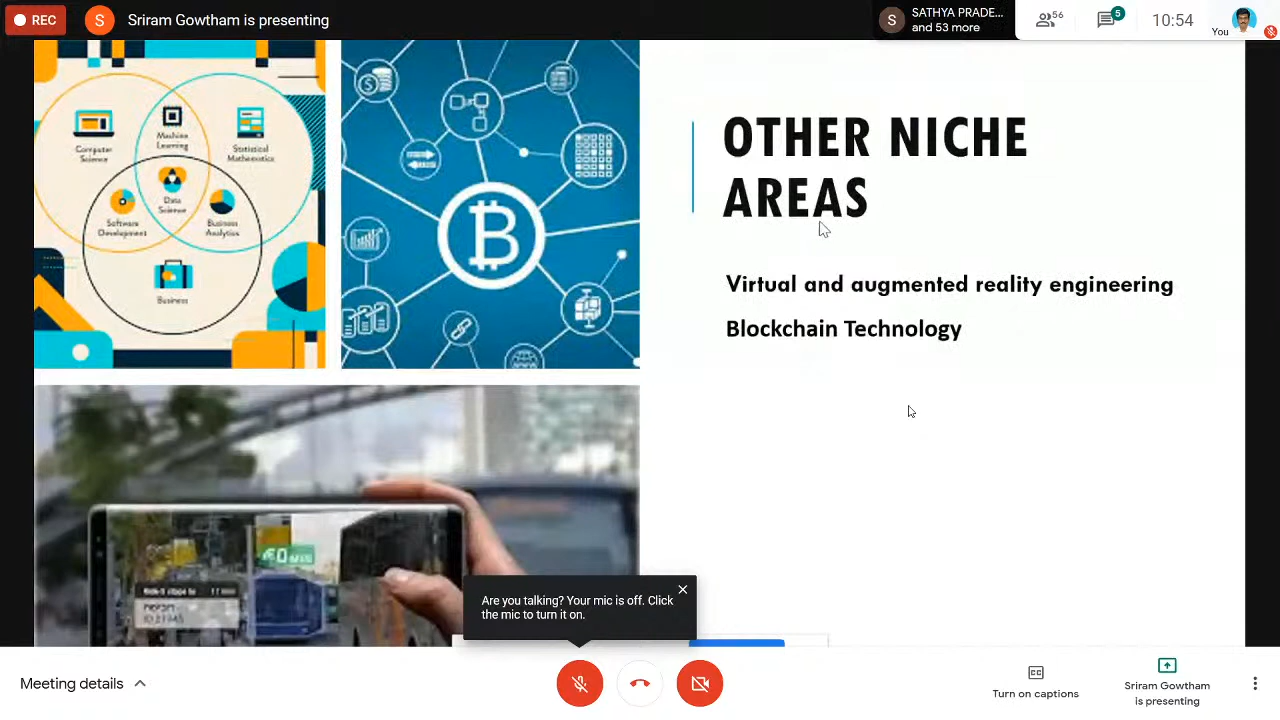 REC
S
Sriram Gowtham is presenting
S
SATHYA PRADE...
and 53 more
56
5
10:54
You
Computer
Science
Machine
Learning
Statistical
Mathematics
Data
Science
Software
Development
Business
Analytics
Business
OTHER NICHE
AREAS
Virtual and augmented reality engineering
Blockchain Technology
Are you talking? Your mic is off. Click
the mic to turn it on.
Meeting details
CC
Turn on captions
Sriram Gowtham
is presenting